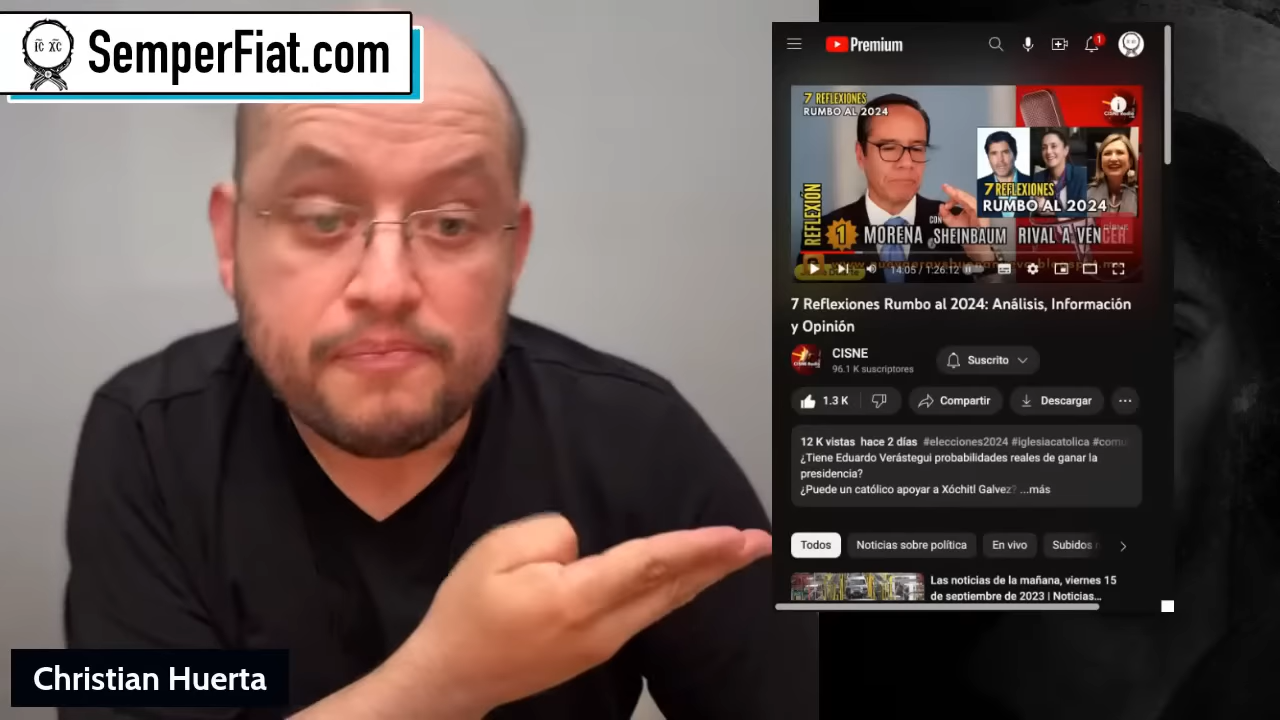 IC XC
SemperFiat.com
Christian Huerta
Premium
1
7 REFLEXIONES
RUMBO AL 2024
REFLEXIÓN
1
MORENA CON SHEINBAUM RIVAL A VENCER
7 REFLEXIONES
RUMBO AL 2024
14:05 / 1:26:12
7 Reflexiones Rumbo al 2024: Análisis, Información
y Opinión
CISNE
96.1 K suscriptores
Suscrito
1.3 K
Compartir
Descargar
12 K vistas hace 2 días #elecciones2024 #iglesiacatolica #comu
¿Tiene Eduardo Verástegui probabilidades reales de ganar la
presidencia?
¿Puede un católico apoyar a Xóchitl Galvez? ...más
Todos
Noticias sobre política
En vivo
Subidos
Las noticias de la mañana, viernes 15
de septiembre de 2023 | Noticias...